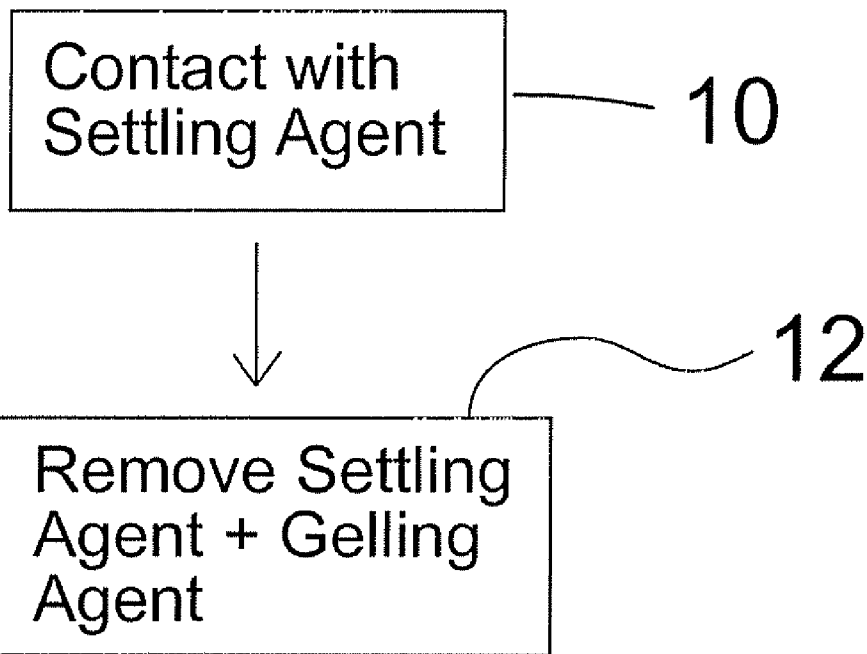 Contact with
Settling Agent
10
12
Remove Settling
Agent + Gelling
Agent